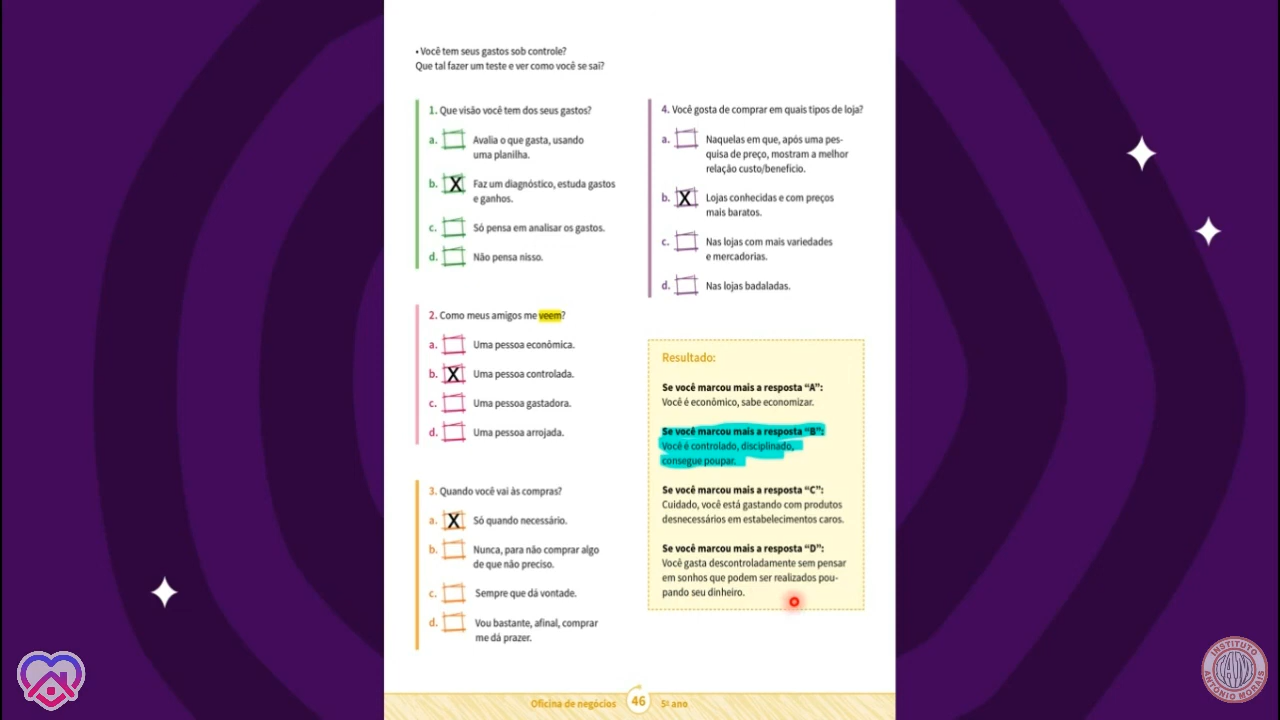 • Você tem seus gastos sob controle?
Que tal fazer um teste e ver como você se sai?
1. Que visão você tem dos seus gastos?
a. Avalia o que gasta, usando
uma planilha.
b. X Faz um diagnóstico, estuda gastos
e ganhos.
c. Só pensa em analisar os gastos.
d. Não pensa nisso.
2. Como meus amigos me veem?
a. Uma pessoa econômica.
b. X Uma pessoa controlada.
c. Uma pessoa gastadora.
d. Uma pessoa arrojada.
3. Quando você vai às compras?
a. X Só quando necessário.
b. Nunca, para não comprar algo
de que não preciso.
c. Sempre que dá vontade.
d. Vou bastante, afinal, comprar
me dá prazer.
4. Você gosta de comprar em quais tipos de loja?
a. Naquelas em que, após uma pes-
quisa de preço, mostram a melhor
relação custo/benefício.
b. X Lojas conhecidas e com preços
mais baratos.
c. Nas lojas com mais variedades
e mercadorias.
d. Nas lojas badaladas.
Resultado:
Se você marcou mais a resposta “A”:
Você é econômico, sabe economizar.
Se você marcou mais a resposta “B”:
Você é controlado, disciplinado,
consegue poupar.
Se você marcou mais a resposta “C”:
Cuidado, você está gastando com produtos
desnecessários em estabelecimentos caros.
Se você marcou mais a resposta “D”:
Você gasta descontroladamente sem pensar
em sonhos que podem ser realizados pou-
pando seu dinheiro.
Oficina de negócios 46 5º ano
INSTITUTO
ANTONIO MORAIS